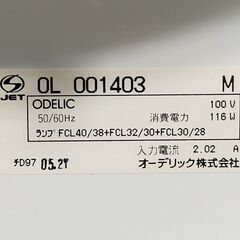 OL 001403 M
JET
ODELIC 100 V
50/60Hz 消費電力 116 W
ランプ FCL40/38+FCL32/30+FCL30/28
入力電流 2.02 A
チD97 05.2Y オーデリック株式会社